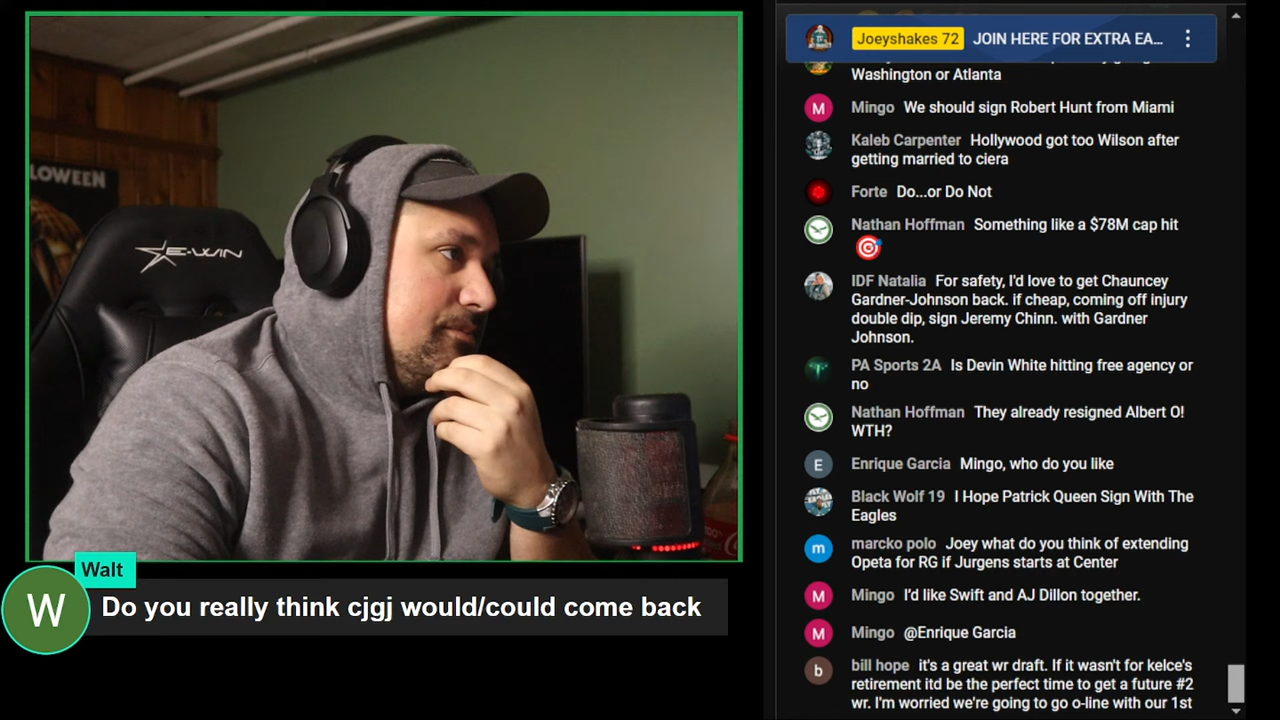 LOWEEN
E-WIN
W
Walt
Do you really think cjgj would/could come back
Joeyshakes 72 JOIN HERE FOR EXTRA EA...
Washington or Atlanta
M Mingo We should sign Robert Hunt from Miami
Kaleb Carpenter Hollywood got too Wilson after
getting married to ciera
Forte Do...or Do Not
Nathan Hoffman Something like a $78M cap hit
IDF Natalia For safety, I'd love to get Chauncey
Gardner-Johnson back. if cheap, coming off injury
double dip, sign Jeremy Chinn. with Gardner
Johnson.
PA Sports 2A Is Devin White hitting free agency or
no
Nathan Hoffman They already resigned Albert O!
WTH?
E Enrique Garcia Mingo, who do you like
Black Wolf 19 I Hope Patrick Queen Sign With The
Eagles
m marcko polo Joey what do you think of extending
Opeta for RG if Jurgens starts at Center
M Mingo I'd like Swift and AJ Dillon together.
M Mingo @Enrique Garcia
b bill hope it's a great wr draft. If it wasn't for kelce's
retirement itd be the perfect time to get a future #2
wr. I'm worried we're going to go o-line with our 1st